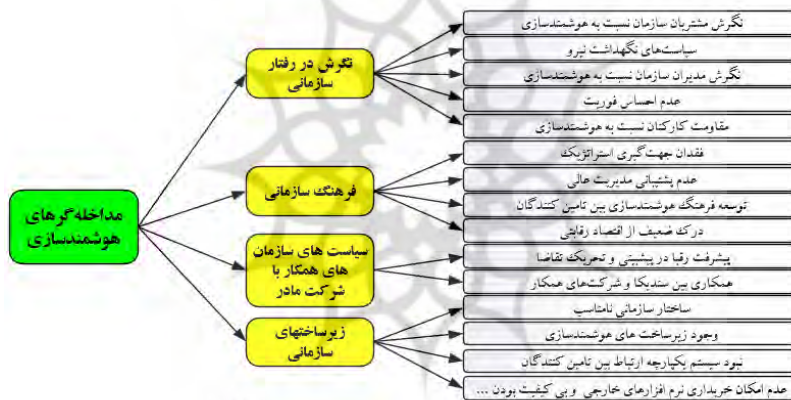 نگرش مشتریان سازمان نسبت به هوشمندسازی
سیاست‌های نگهداشت نیرو
نگرش مدیران سازمان نسبت به هوشمندسازی
عدم احساس فوریت
مقاومت کارکنان نسبت به هوشمندسازی
نگرش در رفتار
سازمانی
فقدان جهت‌گیری استراتژیک
عدم پشتیبانی مدیریت عالی
توسعه فرهنگ هوشمندسازی بین تامین کنندگان
درک ضعیف از اقتصاد رقابتی
فرهنگ سازمانی
مداخله‌گرهای
هوشمندسازی
پیشرفت رقبا در پیشبینی و تحریک تقاضا
همکاری بین سندیکا و شرکت‌های همکار
سیاست های سازمان
های همکار با
شرکت مادر
ساختار سازمانی نامتاسب
وجود زیرساخت های هوشمندسازی
نبود سیستم یکپارچه ارتباط بین تامین کنندگان
عدم امکان خریداری نرم افزارهای خارجی و بی کیفیت بودن ...
زیرساختهای
سازمانی